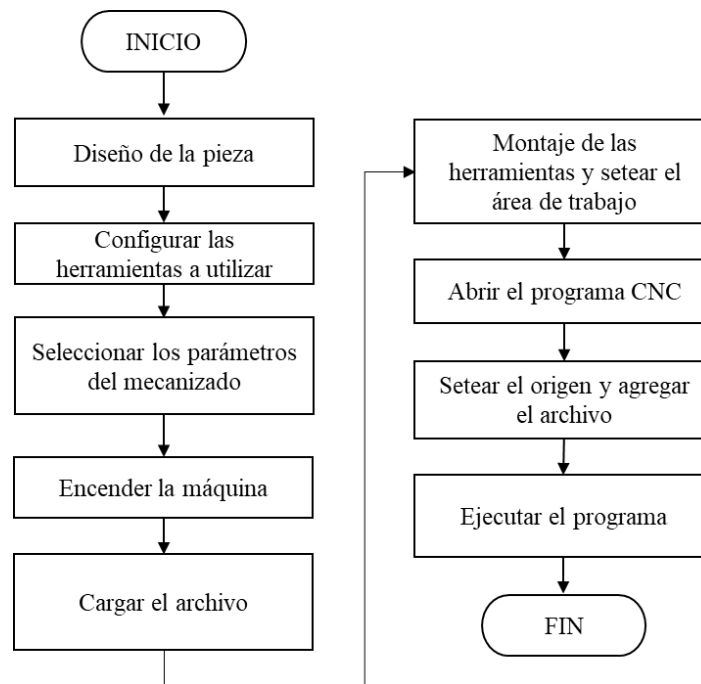 INICIO
Diseño de la pieza
Configurar las
herramientas a utilizar
Seleccionar los parámetros
del mecanizado
Encender la máquina
Cargar el archivo
Montaje de las
herramientas y setear el
área de trabajo
Abrir el programa CNC
Setear el origen y agregar
el archivo
Ejecutar el programa
FIN